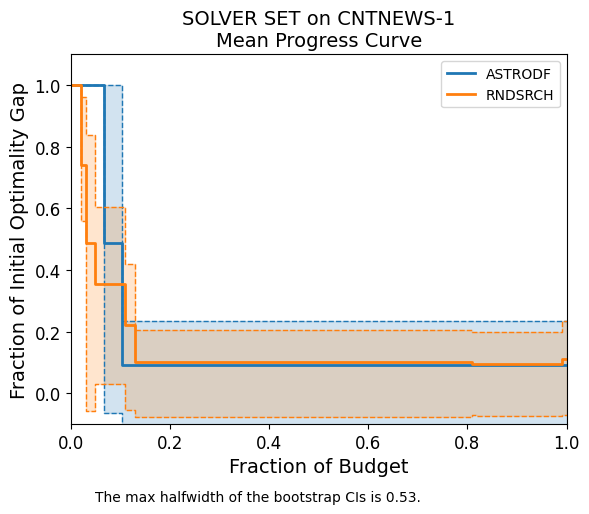 SOLVER SET on CNTNEWS-1
Mean Progress Curve
ASTRODF
RNDSRCH
Fraction of Initial Optimality Gap
1.0
0.8
0.6
0.4
0.2
0.0
0.0 0.2 0.4 0.6 0.8 1.0
Fraction of Budget
The max halfwidth of the bootstrap CIs is 0.53.